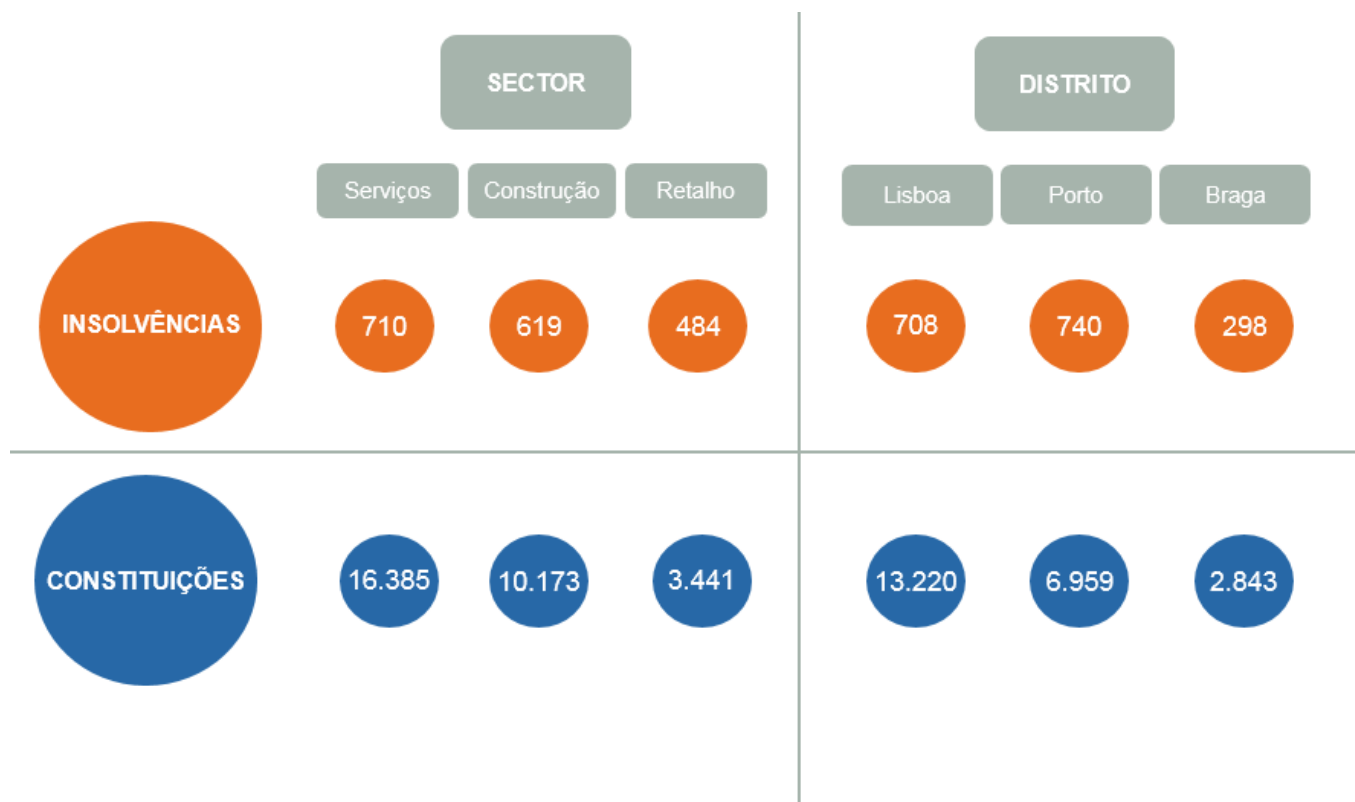 SECTOR
DISTRITO
Serviços Construção Retalho
Lisboa Porto Braga
INSOLVÊNCIAS
710 619 484
708 740 298
CONSTITUIÇÕES
16.385 10.173 3.441
13.220 6.959 2.843